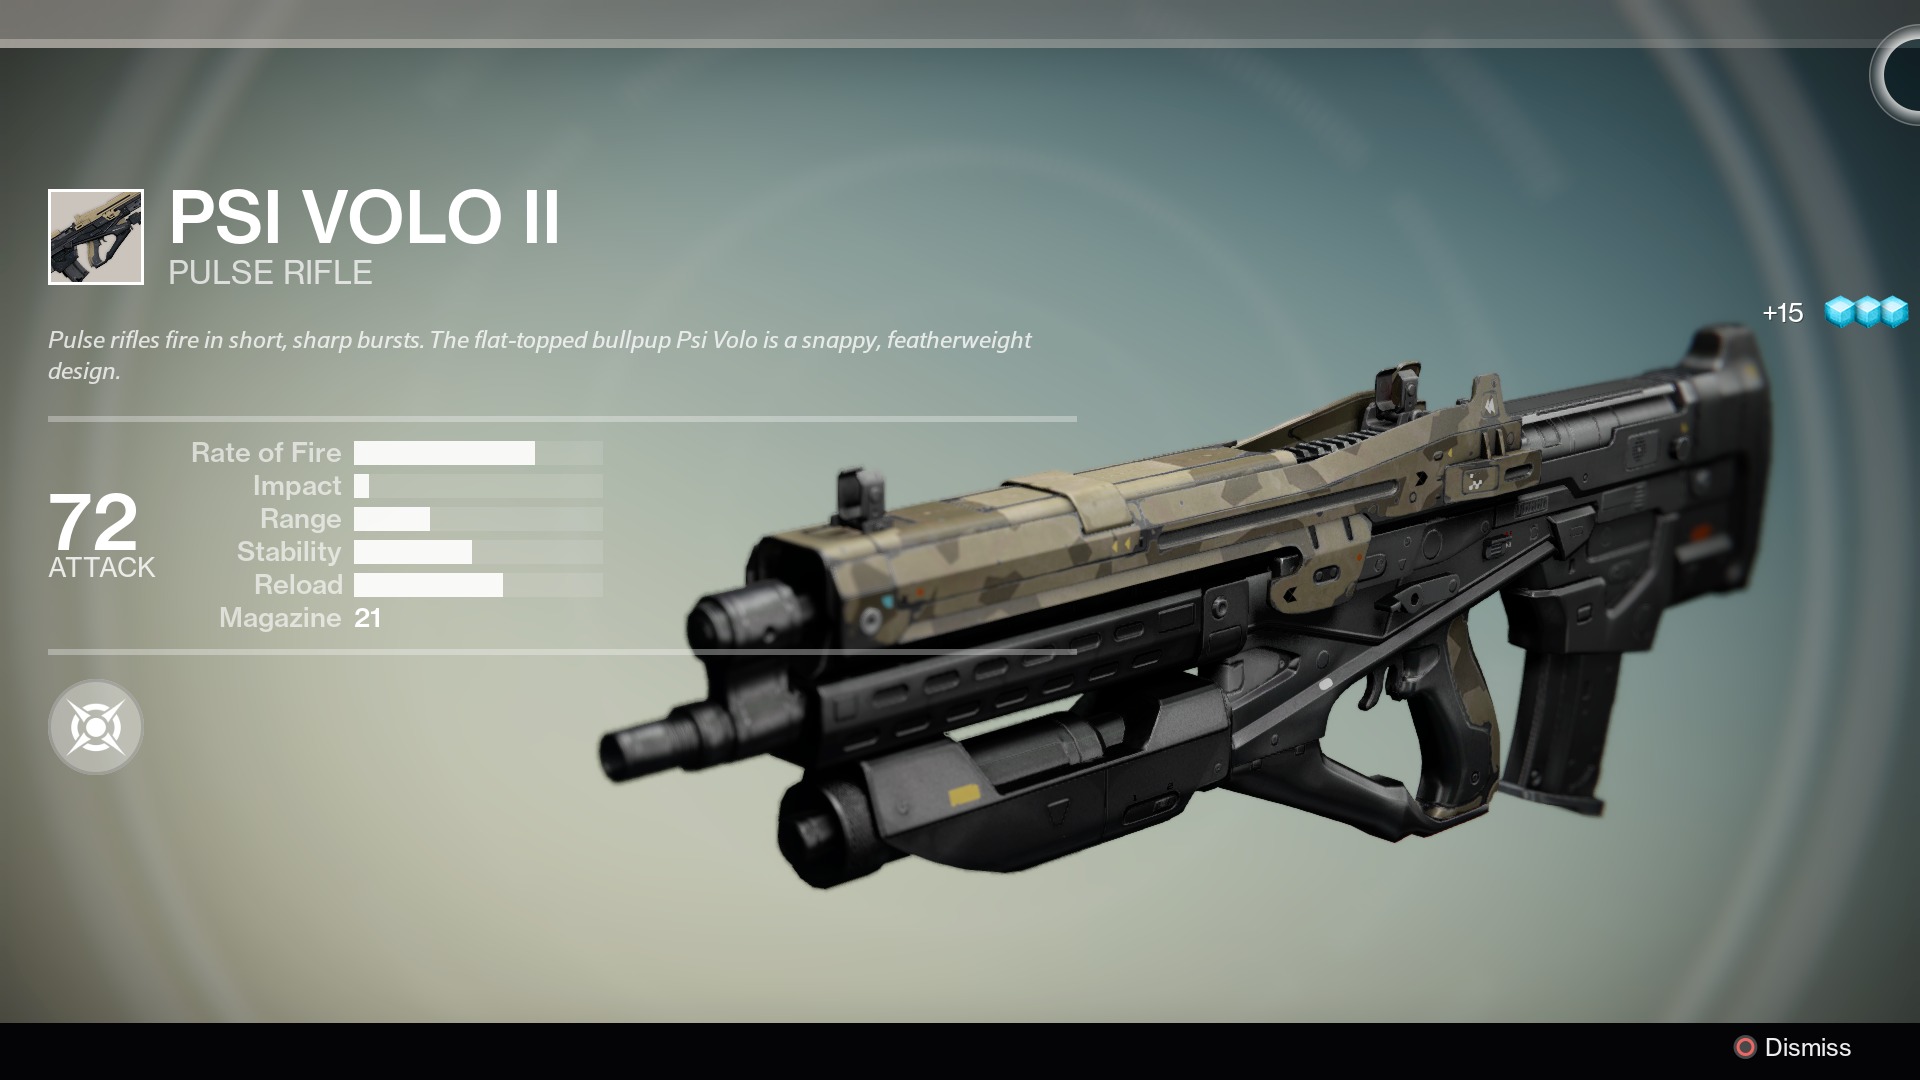 PSI VOLO II
PULSE RIFLE
+15
Pulse rifles fire in short, sharp bursts. The flat-topped bullpup Psi Volo is a snappy, featherweight
design.
Rate of Fire
Impact
72
ATTACK
Range
Stability
Reload
Magazine 21
Dismiss